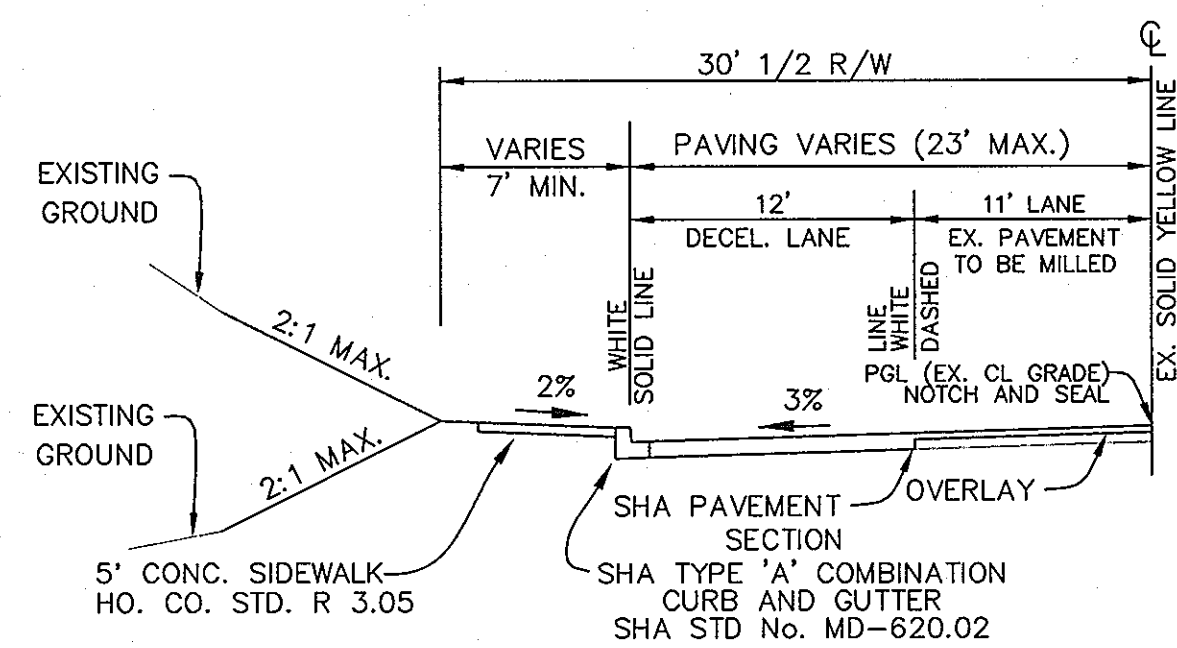 ℄
30' 1/2 R/W
VARIES
7' MIN.
PAVING VARIES (23' MAX.)
EX. SOLID YELLOW LINE
EXISTING
GROUND
12'
DECEL. LANE
11' LANE
EX. PAVEMENT
TO BE MILLED
WHITE
SOLID LINE
LINE
WHITE
DASHED
2:1 MAX.
PGL (EX. CL GRADE)
NOTCH AND SEAL
2%
3%
EXISTING
GROUND
2:1 MAX.
SHA PAVEMENT
SECTION
OVERLAY
5' CONC. SIDEWALK
HO. CO. STD. R 3.05
SHA TYPE 'A' COMBINATION
CURB AND GUTTER
SHA STD No. MD-620.02